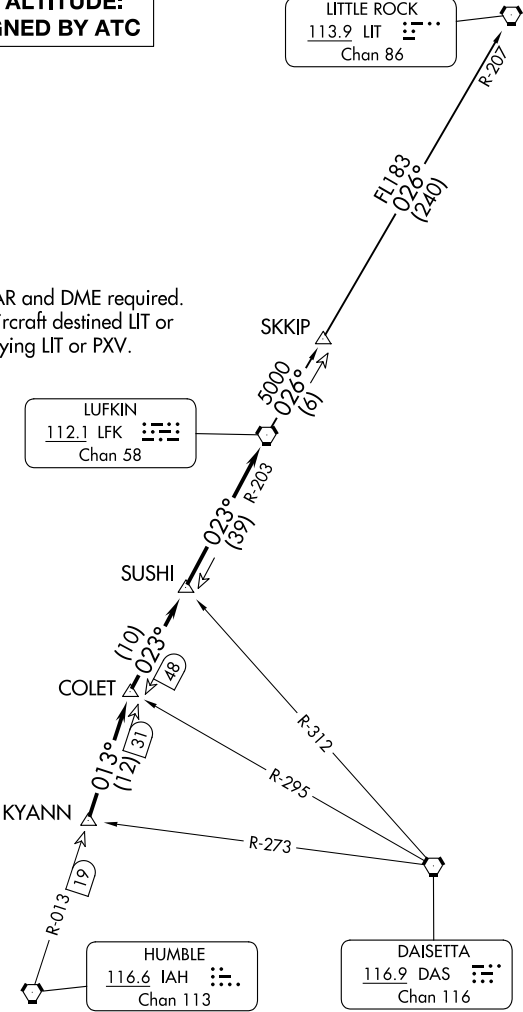 ALTITUDE:
GNED BY ATC
LITTLE ROCK
113.9 LIT
Chan 86
R-207
FL183
026°
(240)
AR and DME required.
ircraft destined LIT or
ying LIT or PXV.
SKKIP
5000
026°
(6)
LUFKIN
112.1 LFK
Chan 58
R-203
023°
(39)
SUSHI
(10)
023°
48
COLET
R-312
013°
(12)
31
R-295
KYANN
R-273
R-013
19
HUMBLE
116.6 IAH
Chan 113
DAISETTA
116.9 DAS
Chan 116